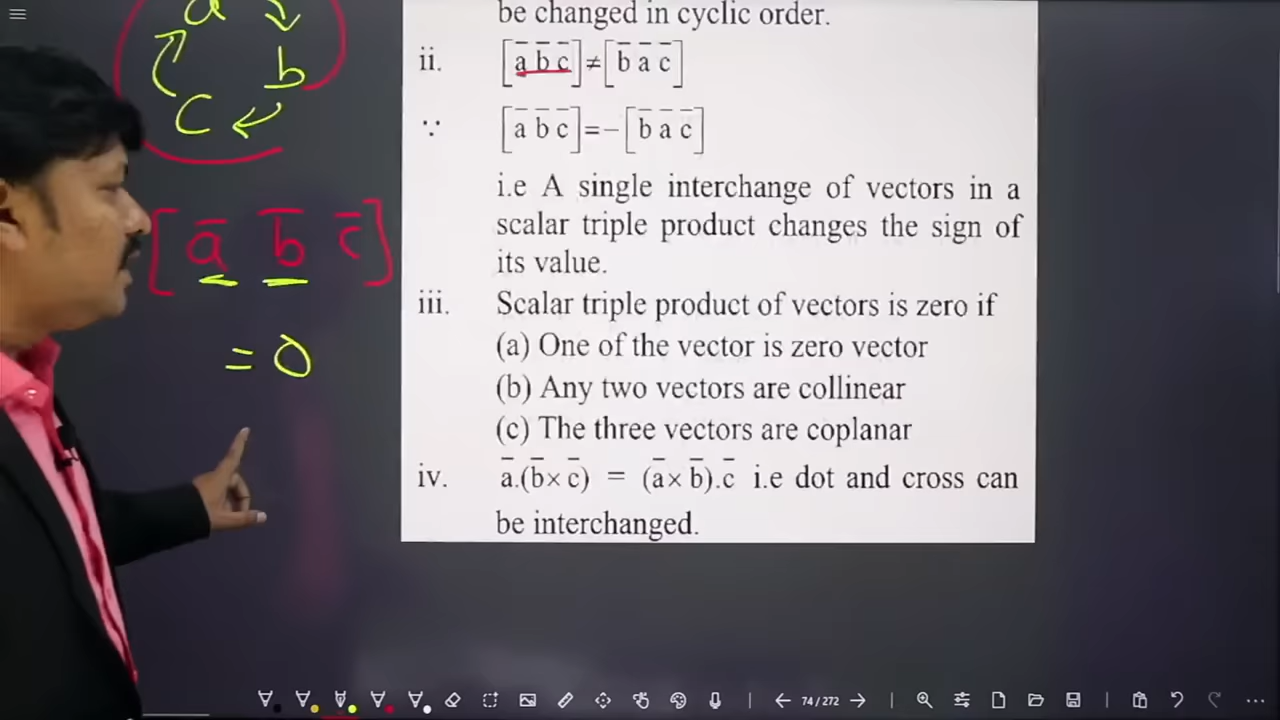 a
b
c
[ā b̄ c̄]
= 0
be changed in cyclic order.
ii. [ā b̄ c̄] ≠ [b̄ ā c̄]
∵ [ā b̄ c̄] = −[b̄ ā c̄]
i.e A single interchange of vectors in a
scalar triple product changes the sign of
its value.
iii. Scalar triple product of vectors is zero if
(a) One of the vector is zero vector
(b) Any two vectors are collinear
(c) The three vectors are coplanar
iv. ā.(b̄× c̄) = (ā× b̄).c̄ i.e dot and cross can
be interchanged.
74 / 272